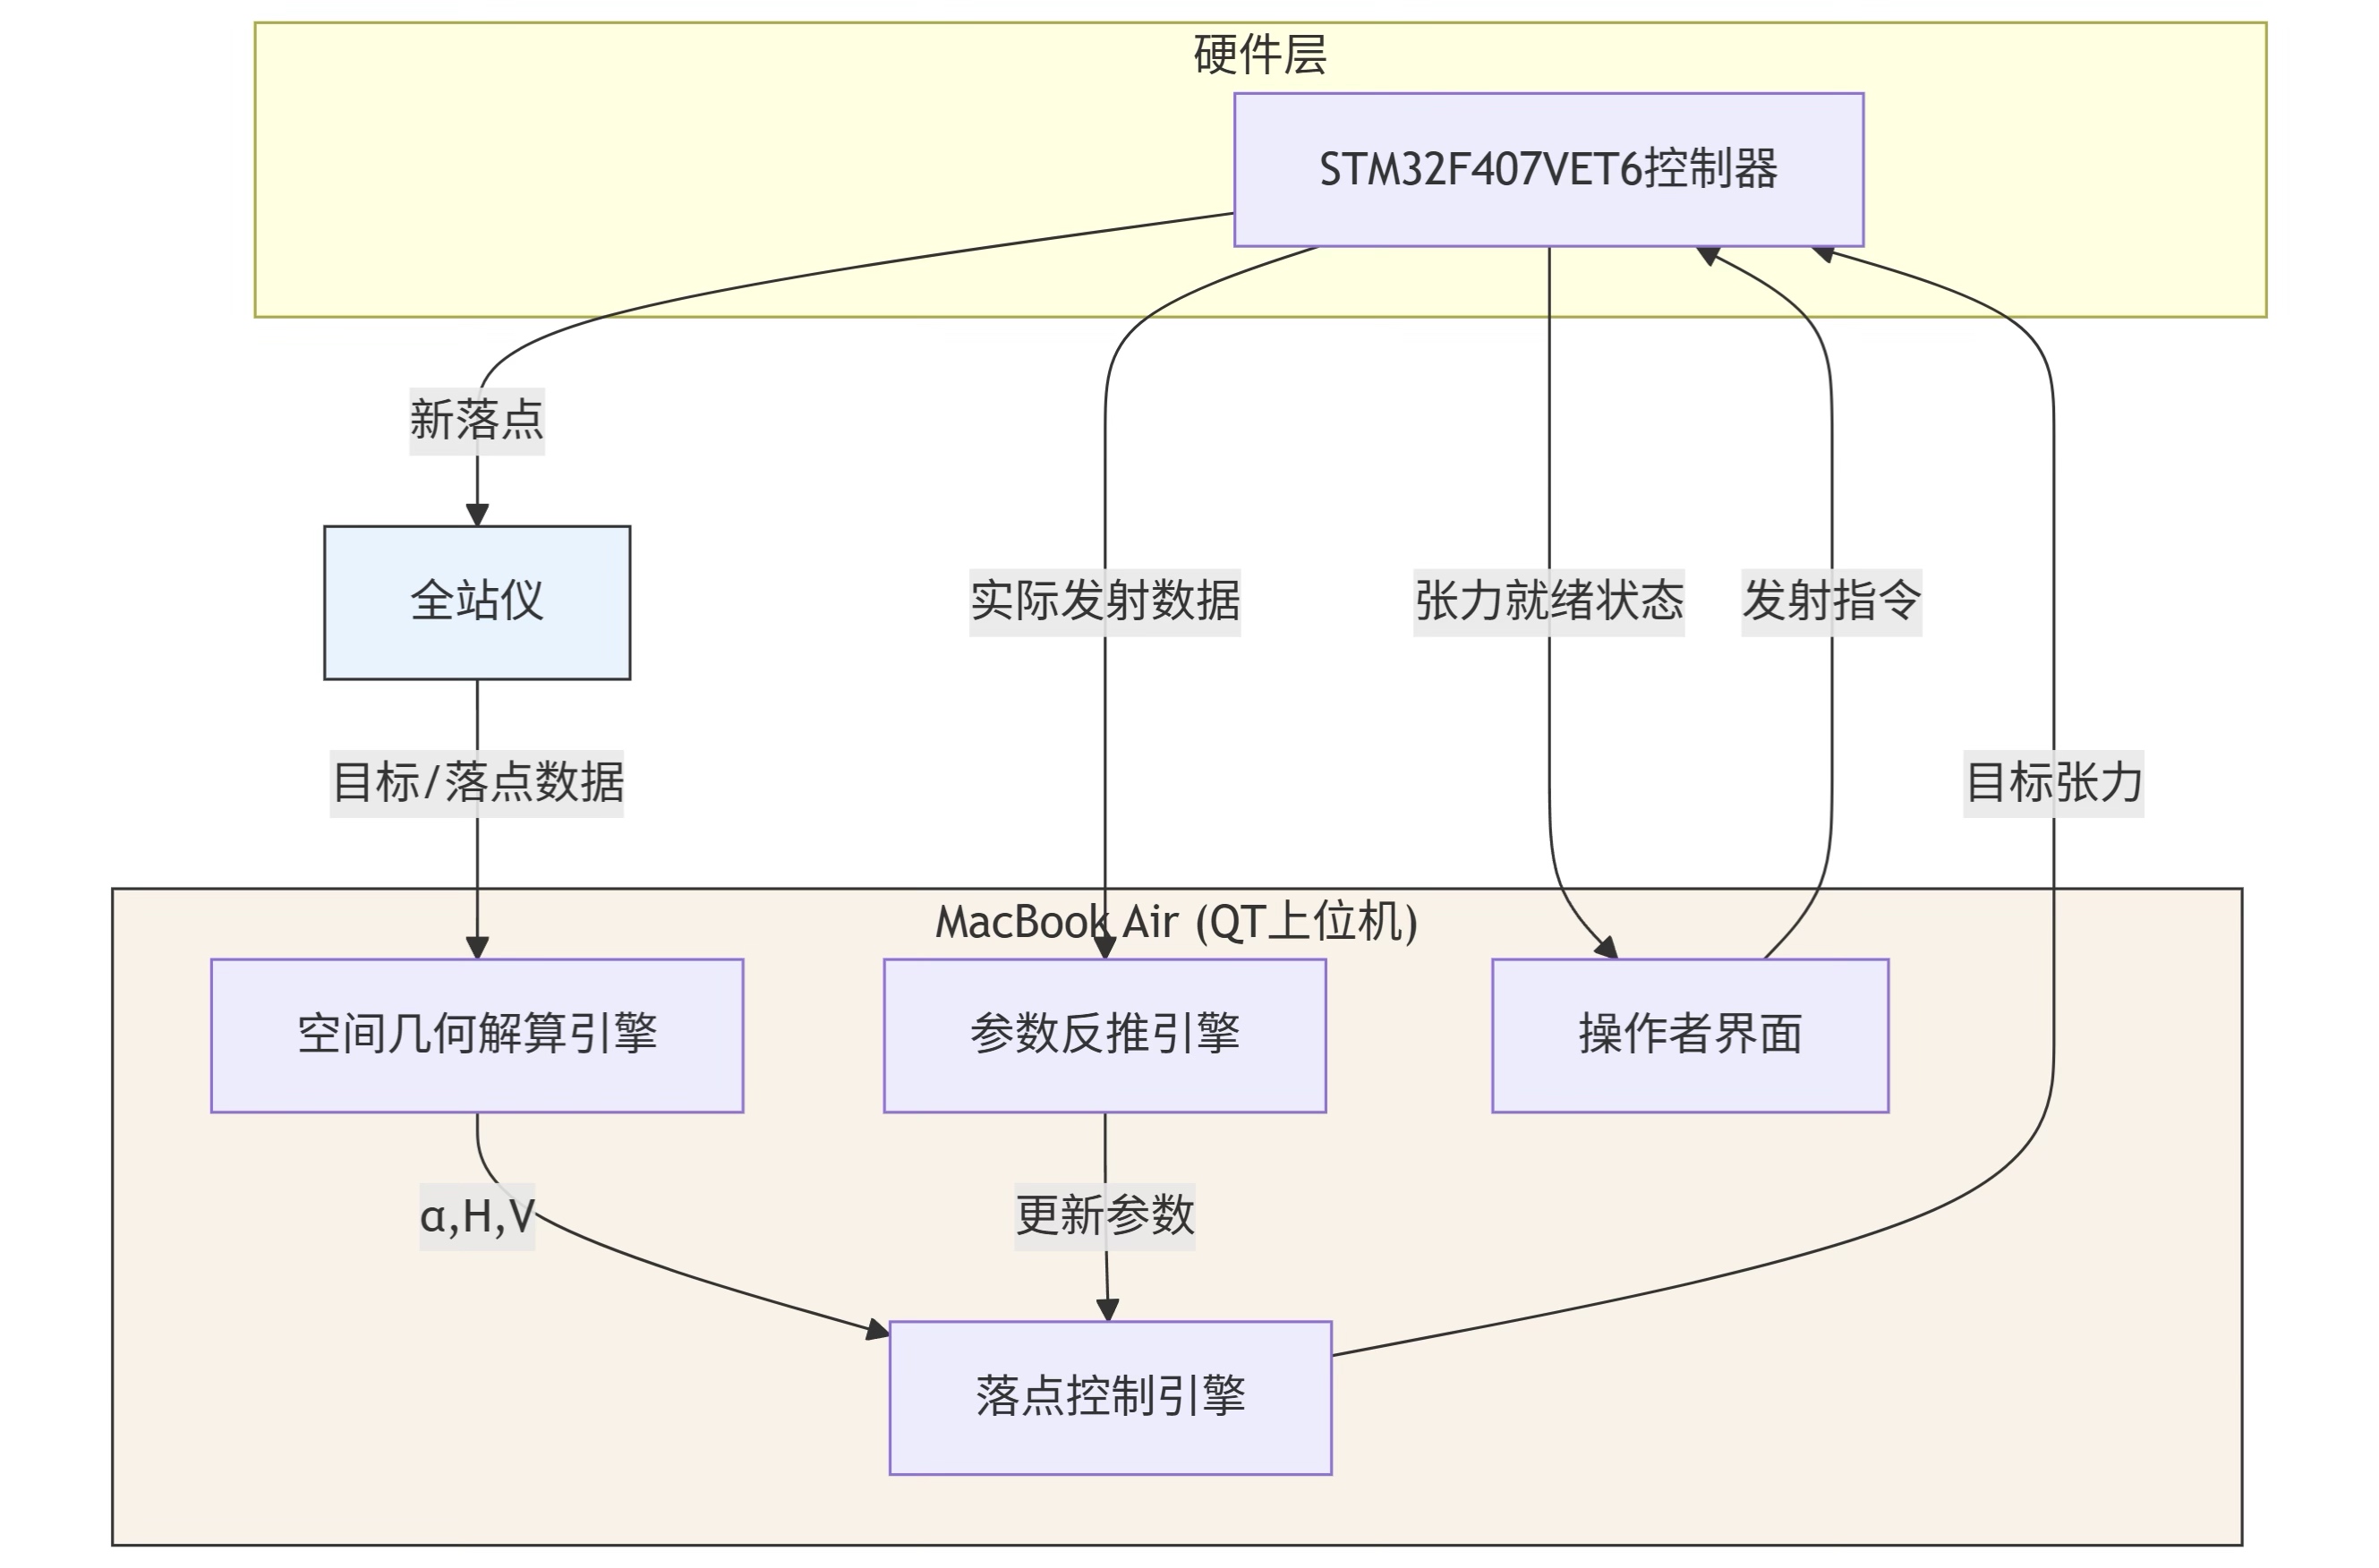 硬件层
STM32F407VET6控制器
新落点
全站仪
实际发射数据
张力就绪状态
发射指令
目标/落点数据
目标张力
MacBook Air (QT上位机)
空间几何解算引擎
参数反推引擎
操作者界面
α,H,V
更新参数
落点控制引擎